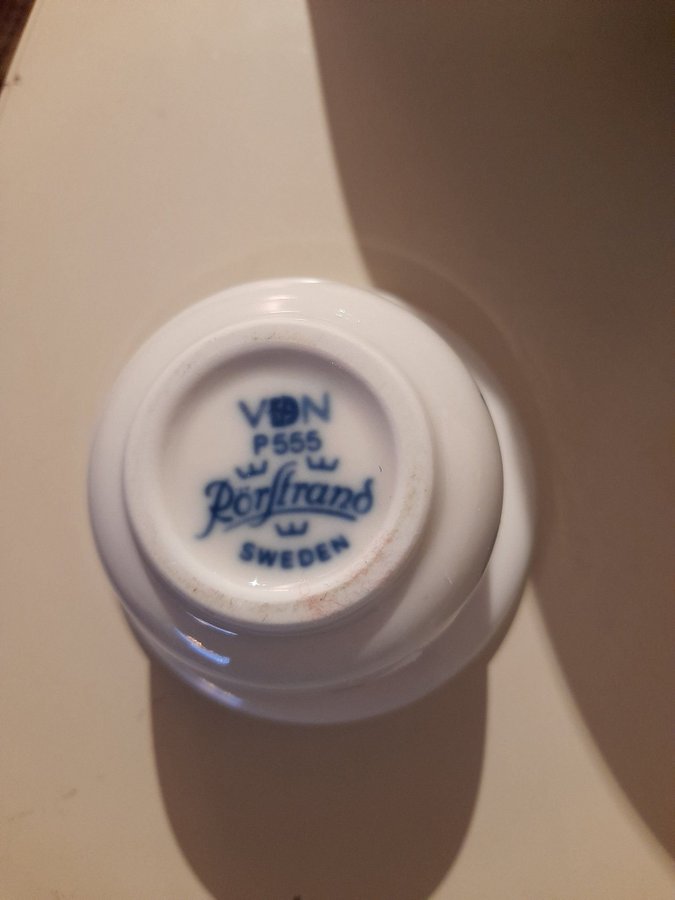 VDN
P555
Rörstrand
SWEDEN